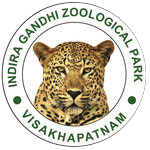 INDIRA GANDHI ZOOLOGICAL PARK
VISAKHAPATNAM